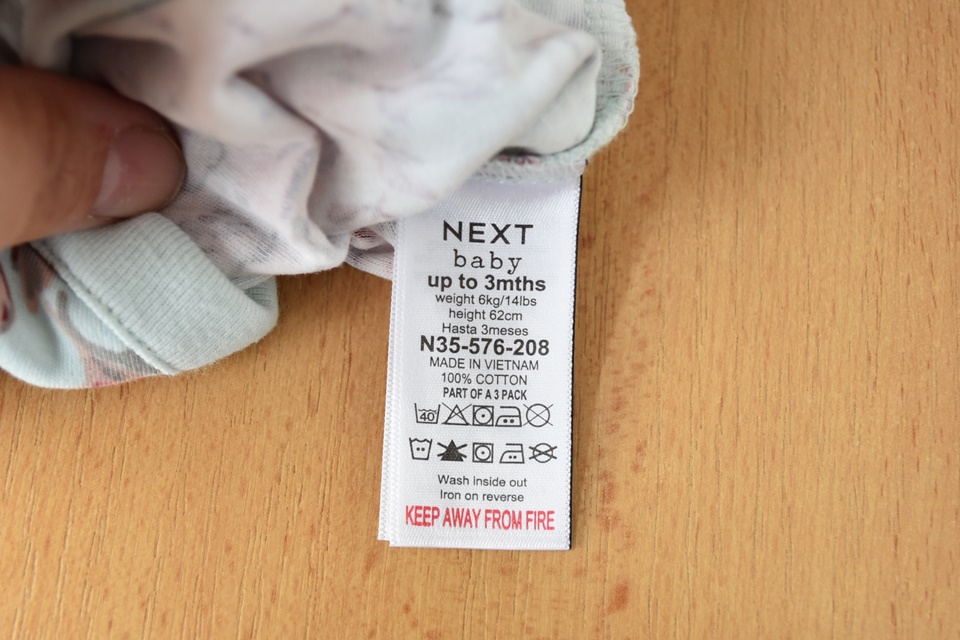 NEXT
baby
up to 3mths
weight 6kg/14lbs
height 62cm
Hasta 3meses
N35-576-208
MADE IN VIETNAM
100% COTTON
PART OF A 3 PACK
40
Wash inside out
Iron on reverse
KEEP AWAY FROM FIRE